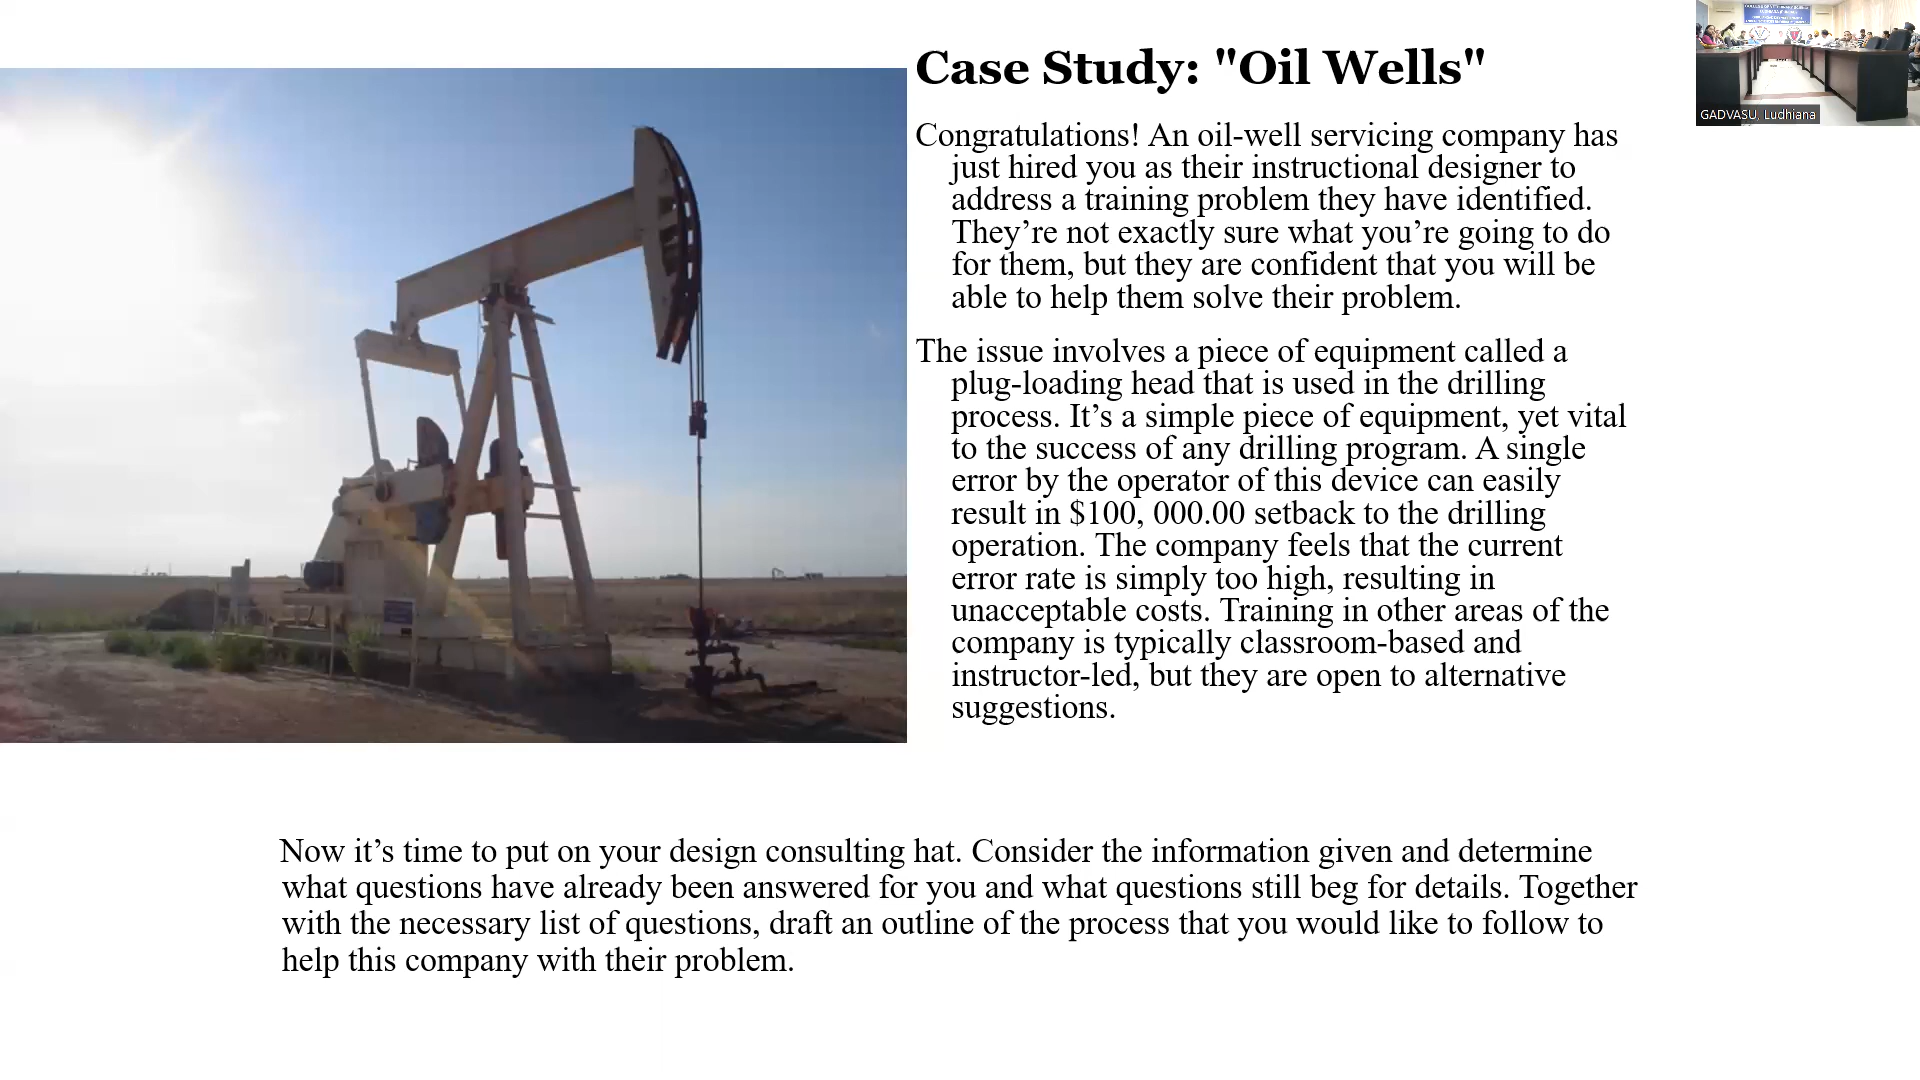 Case Study: "Oil Wells"
Congratulations! An oil-well servicing company has
just hired you as their instructional designer to
address a training problem they have identified.
They’re not exactly sure what you’re going to do
for them, but they are confident that you will be
able to help them solve their problem.
The issue involves a piece of equipment called a
plug-loading head that is used in the drilling
process. It’s a simple piece of equipment, yet vital
to the success of any drilling program. A single
error by the operator of this device can easily
result in $100, 000.00 setback to the drilling
operation. The company feels that the current
error rate is simply too high, resulting in
unacceptable costs. Training in other areas of the
company is typically classroom-based and
instructor-led, but they are open to alternative
suggestions.
Now it’s time to put on your design consulting hat. Consider the information given and determine
what questions have already been answered for you and what questions still beg for details. Together
with the necessary list of questions, draft an outline of the process that you would like to follow to
help this company with their problem.
GADVASU, Ludhiana